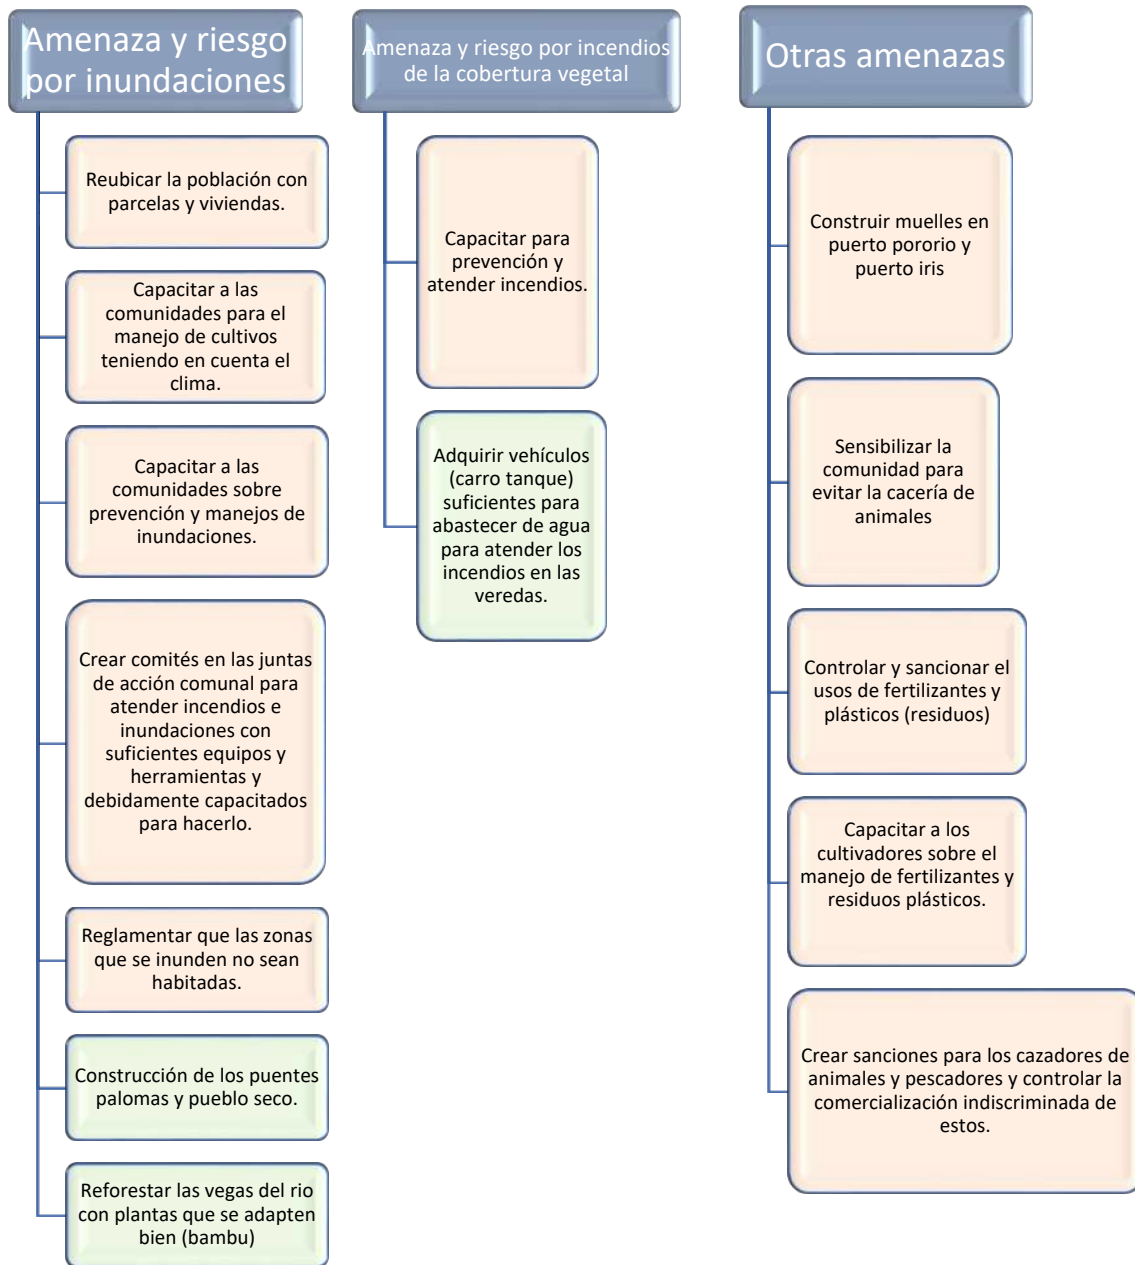 Amenaza y riesgo
por inundaciones
Reubicar la población con
parcelas y viviendas.
Capacitar a las
comunidades para el
manejo de cultivos
teniendo en cuenta el
clima.
Capacitar a las
comunidades sobre
prevención y manejos de
inundaciones.
Crear comités en las juntas
de acción comunal para
atender incendios e
inundaciones con
suficientes equipos y
herramientas y
debidamente capacitados
para hacerlo.
Reglamentar que las zonas
que se inunden no sean
habitadas.
Construcción de los puentes
palomas y pueblo seco.
Reforestar las vegas del rio
con plantas que se adapten
bien (bambu)
Amenaza y riesgo por incendios
de la cobertura vegetal
Capacitar para
prevención y
atender incendios.
Adquirir vehículos
(carro tanque)
suficientes para
abastecer de agua
para atender los
incendios en las
veredas.
Otras amenazas
Construir muelles en
puerto pororio y
puerto iris
Sensibilizar la
comunidad para
evitar la cacería de
animales
Controlar y sancionar el
usos de fertilizantes y
plásticos (residuos)
Capacitar a los
cultivadores sobre el
manejo de fertilizantes y
residuos plásticos.
Crear sanciones para los cazadores de
animales y pescadores y controlar la
comercialización indiscriminada de
estos.